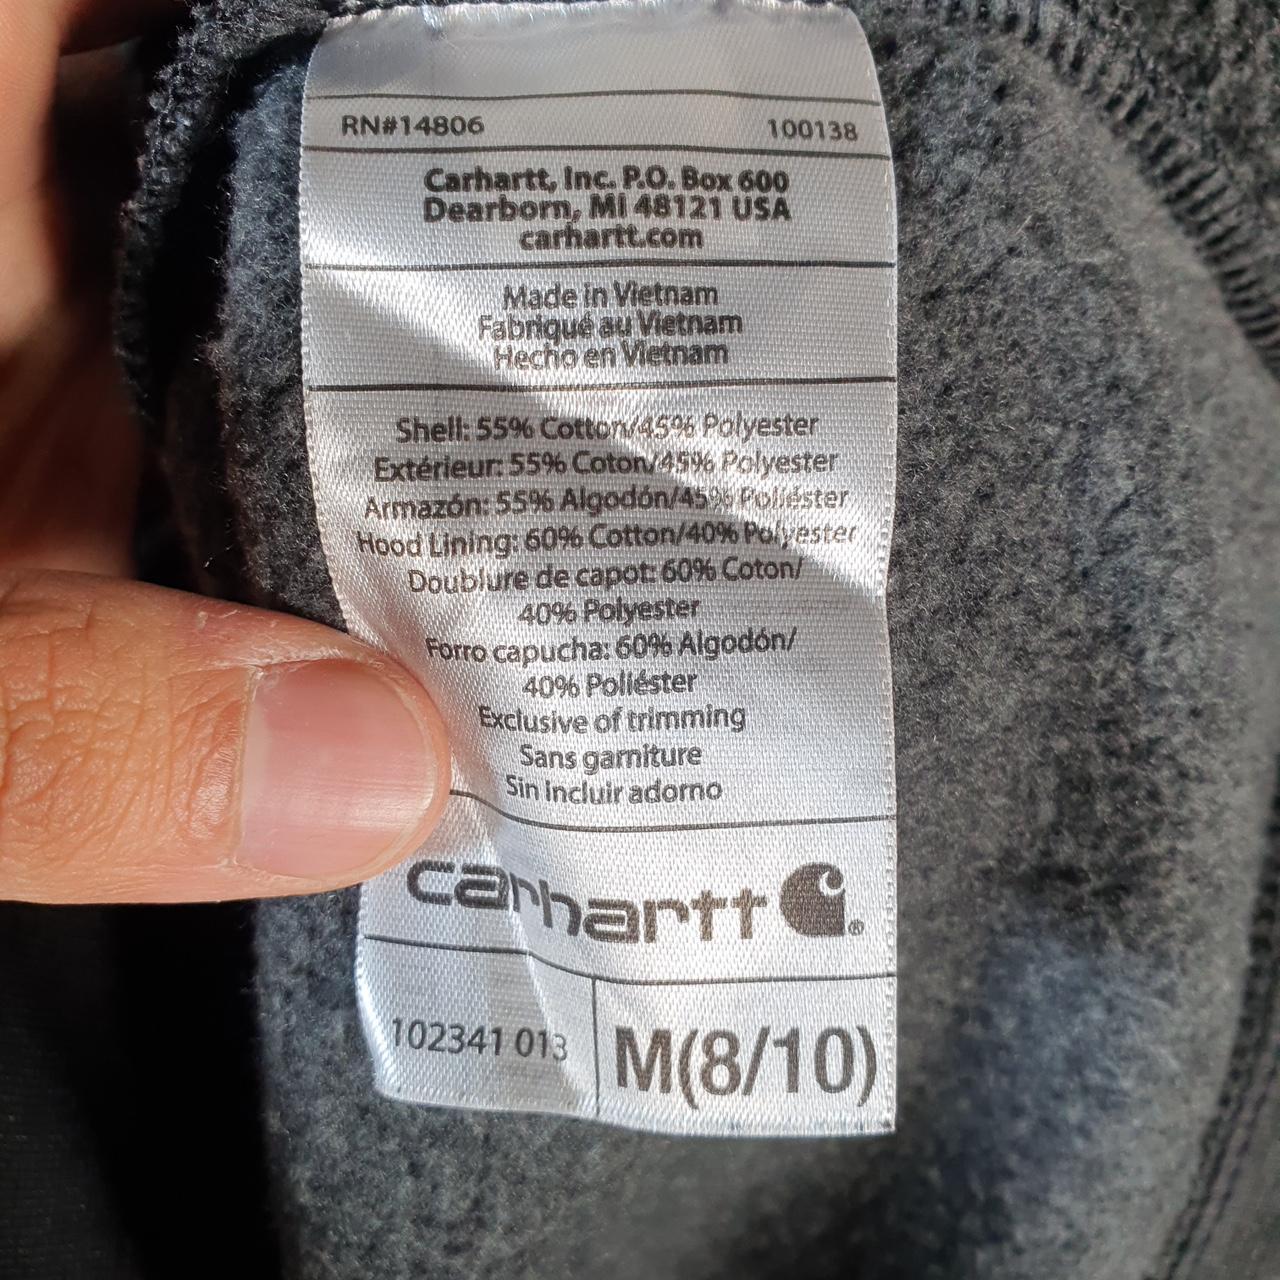 RN#14806 100138
Carhartt, Inc. P.O. Box 600
Dearborn, MI 48121 USA
carhartt.com
Made in Vietnam
Fabriqué au Vietnam
Hecho en Vietnam
Shell: 55% Cotton/45% Polyester
Extérieur: 55% Coton/45% Polyester
Armazón: 55% Algodón/45% Poliéster
Hood Lining: 60% Cotton/40% Polyester
Doublure de capot: 60% Coton/
40% Polyester
Forro capucha: 60% Algodón/
40% Poliéster
Exclusive of trimming
Sans garniture
Sin incluir adorno
carhartt ®
102341 013 M(8/10)